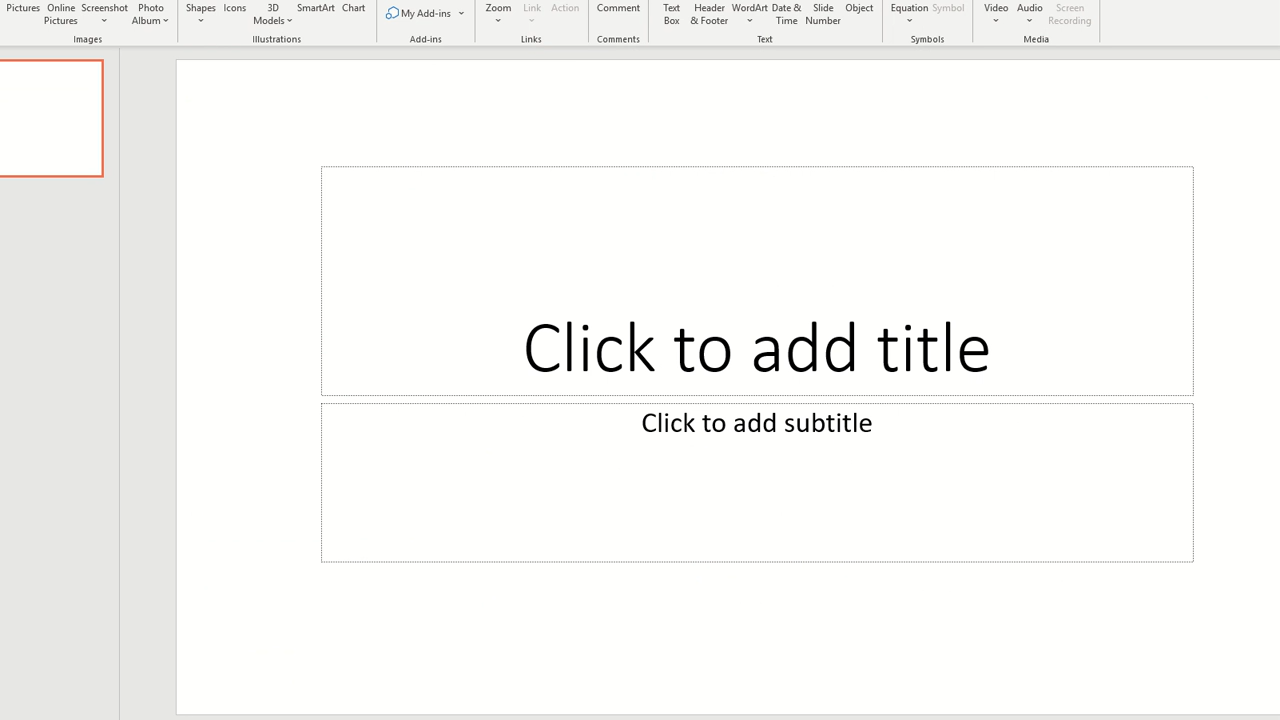 Pictures Online Screenshot Photo Shapes Icons 3D SmartArt Chart My Add-ins Zoom Link Action Comment Text Header WordArt Date & Slide Object Equation Symbol Video Audio Screen
Pictures Album Models Box & Footer Time Number Recording
Images Illustrations Add-ins Links Comments Text Symbols Media
Click to add title
Click to add subtitle